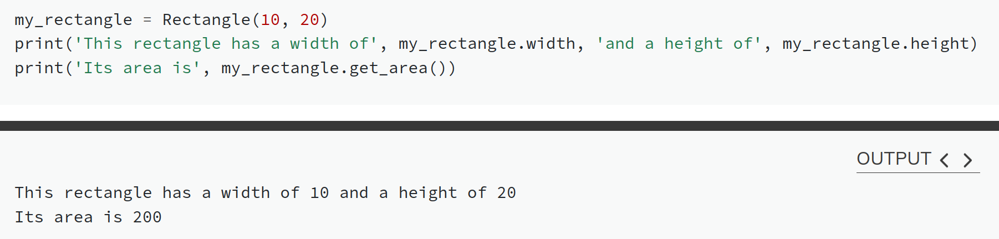 my_rectangle = Rectangle(10, 20)
print('This rectangle has a width of', my_rectangle.width, 'and a height of', my_rectangle.height)
print('Its area is', my_rectangle.get_area())
OUTPUT < >
This rectangle has a width of 10 and a height of 20
Its area is 200